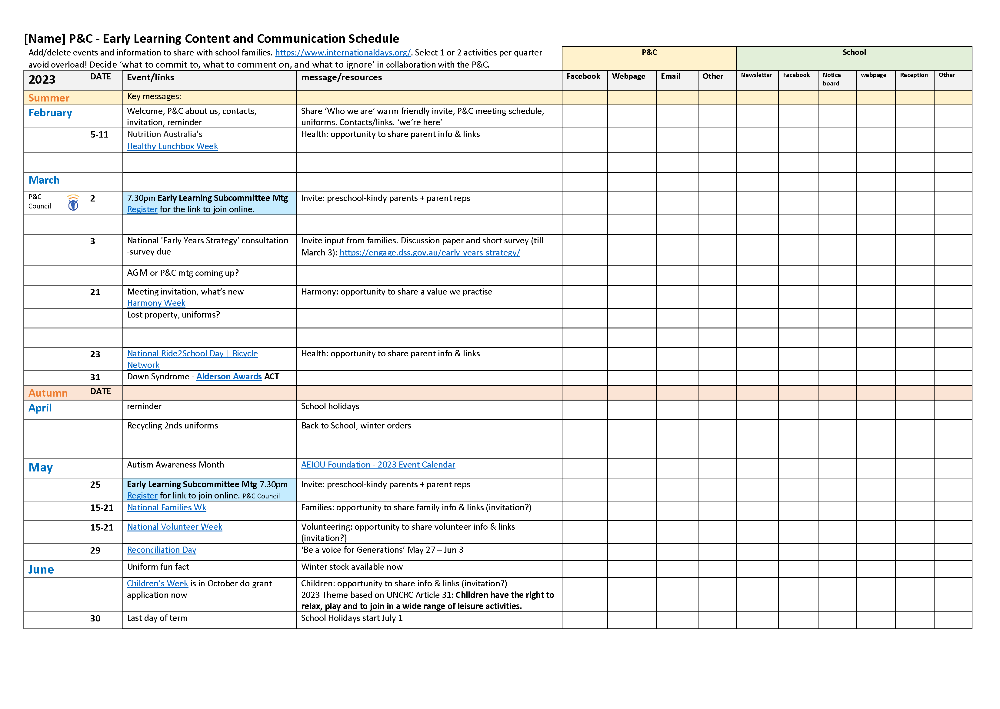 [Name] P&C - Early Learning Content and Communication Schedule
Add/delete events and information to share with school families. https://www.internationaldays.org/. Select 1 or 2 activities per quarter –
avoid overload! Decide ‘what to commit to, what to comment on, and what to ignore’ in collaboration with the P&C.
P&C School
2023 DATE Event/links message/resources Facebook Webpage Email Other Newsletter Facebook Notice webpage Reception Other
board
Summer Key messages:
February Welcome, P&C about us, contacts, Share ‘Who we are’ warm friendly invite, P&C meeting schedule,
invitation, reminder uniforms. Contacts/links. ‘we’re here’
5-11 Nutrition Australia's Health: opportunity to share parent info & links
Healthy Lunchbox Week
March
P&C 2 7.30pm Early Learning Subcommittee Mtg Invite: preschool-kindy parents + parent reps
Council Register for the link to join online.
3 National 'Early Years Strategy' consultation Invite input from families. Discussion paper and short survey (till
-survey due March 3): https://engage.dss.gov.au/early-years-strategy/
AGM or P&C mtg coming up?
21 Meeting invitation, what’s new Harmony: opportunity to share a value we practise
Harmony Week
Lost property, uniforms?
23 National Ride2School Day | Bicycle Health: opportunity to share parent info & links
Network
31 Down Syndrome - Alderson Awards ACT
Autumn DATE
April reminder School holidays
Recycling 2nds uniforms Back to School, winter orders
May Autism Awareness Month AEIOU Foundation - 2023 Event Calendar
25 Early Learning Subcommittee Mtg 7.30pm Invite: preschool-kindy parents + parent reps
Register for link to join online. P&C Council
15-21 National Families Wk Families: opportunity to share family info & links (invitation?)
15-21 National Volunteer Week Volunteering: opportunity to share volunteer info & links
(invitation?)
29 Reconciliation Day ‘Be a voice for Generations’ May 27 – Jun 3
June Uniform fun fact Winter stock available now
Children’s Week is in October do grant Children: opportunity to share info & links (invitation?)
application now 2023 Theme based on UNCRC Article 31: Children have the right to
relax, play and to join in a wide range of leisure activities.
30 Last day of term School Holidays start July 1